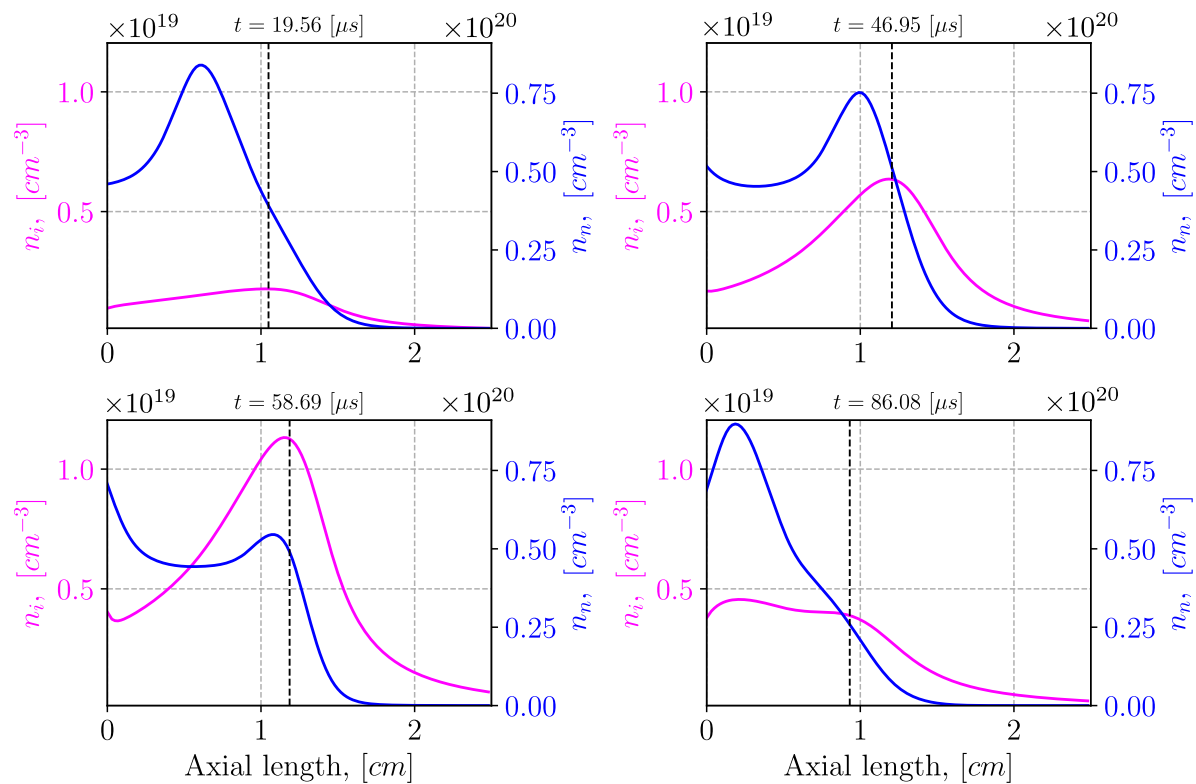 ×10^19 t = 19.56 [μs] ×10^20
n_i, [cm^−3]
1.0
0.5
0.75
0.50
0.25
0.00
n_n, [cm^−3]
0 1 2
×10^19 t = 46.95 [μs] ×10^20
n_i, [cm^−3]
1.0
0.5
0.75
0.50
0.25
0.00
n_n, [cm^−3]
0 1 2
×10^19 t = 58.69 [μs] ×10^20
n_i, [cm^−3]
1.0
0.5
0.75
0.50
0.25
0.00
n_n, [cm^−3]
0 1 2
Axial length, [cm]
×10^19 t = 86.08 [μs] ×10^20
n_i, [cm^−3]
1.0
0.5
0.75
0.50
0.25
0.00
n_n, [cm^−3]
0 1 2
Axial length, [cm]